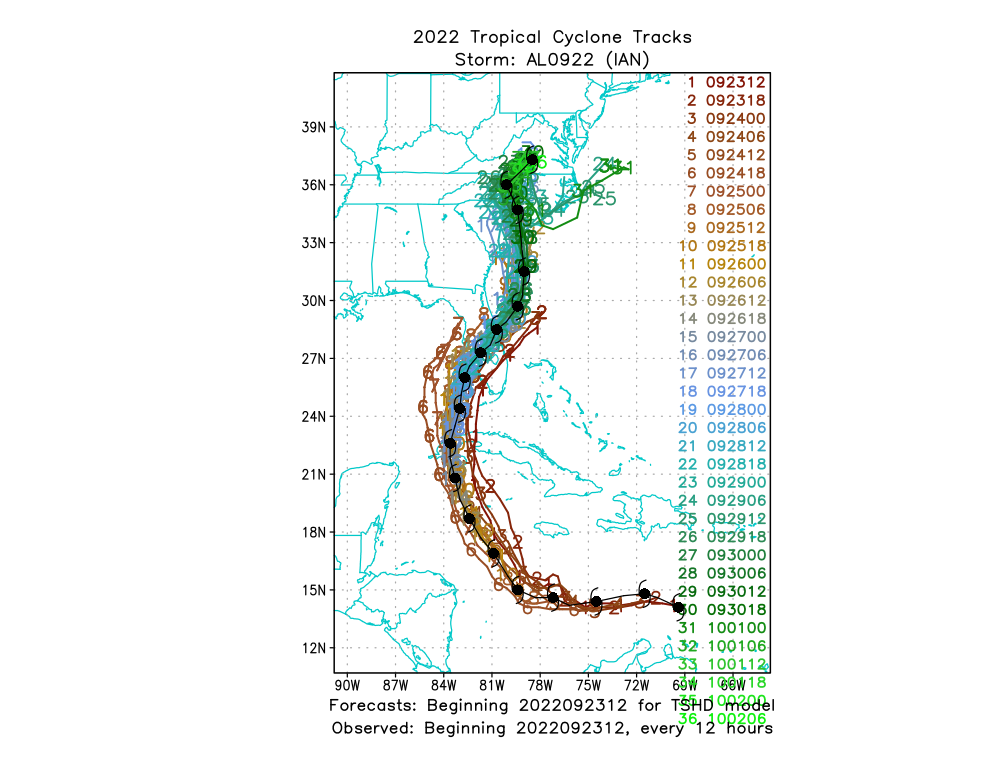 2022 Tropical Cyclone Tracks
Storm: AL0922 (IAN)
1 092312
2 092318
39N 3 092400
4 092406
5 092412
36N 6 092418
7 092500
8 092506
33N 9 092512
10 092518
11 092600
12 092606
30N 13 092612
14 092618
15 092700
27N 16 092706
17 092712
18 092718
24N 19 092800
20 092806
21 092812
21N 22 092818
23 092900
24 092906
18N 25 092912
26 092918
27 093000
28 093006
15N 29 093012
30 093018
31 100100
12N 32 100106
33 100112
34 100118
90W 87W 84W 81W 78W 75W 72W 69W 66W
35 100200
Forecasts: Beginning 2022092312 for TSHD model
36 100206
Observed: Beginning 2022092312, every 12 hours